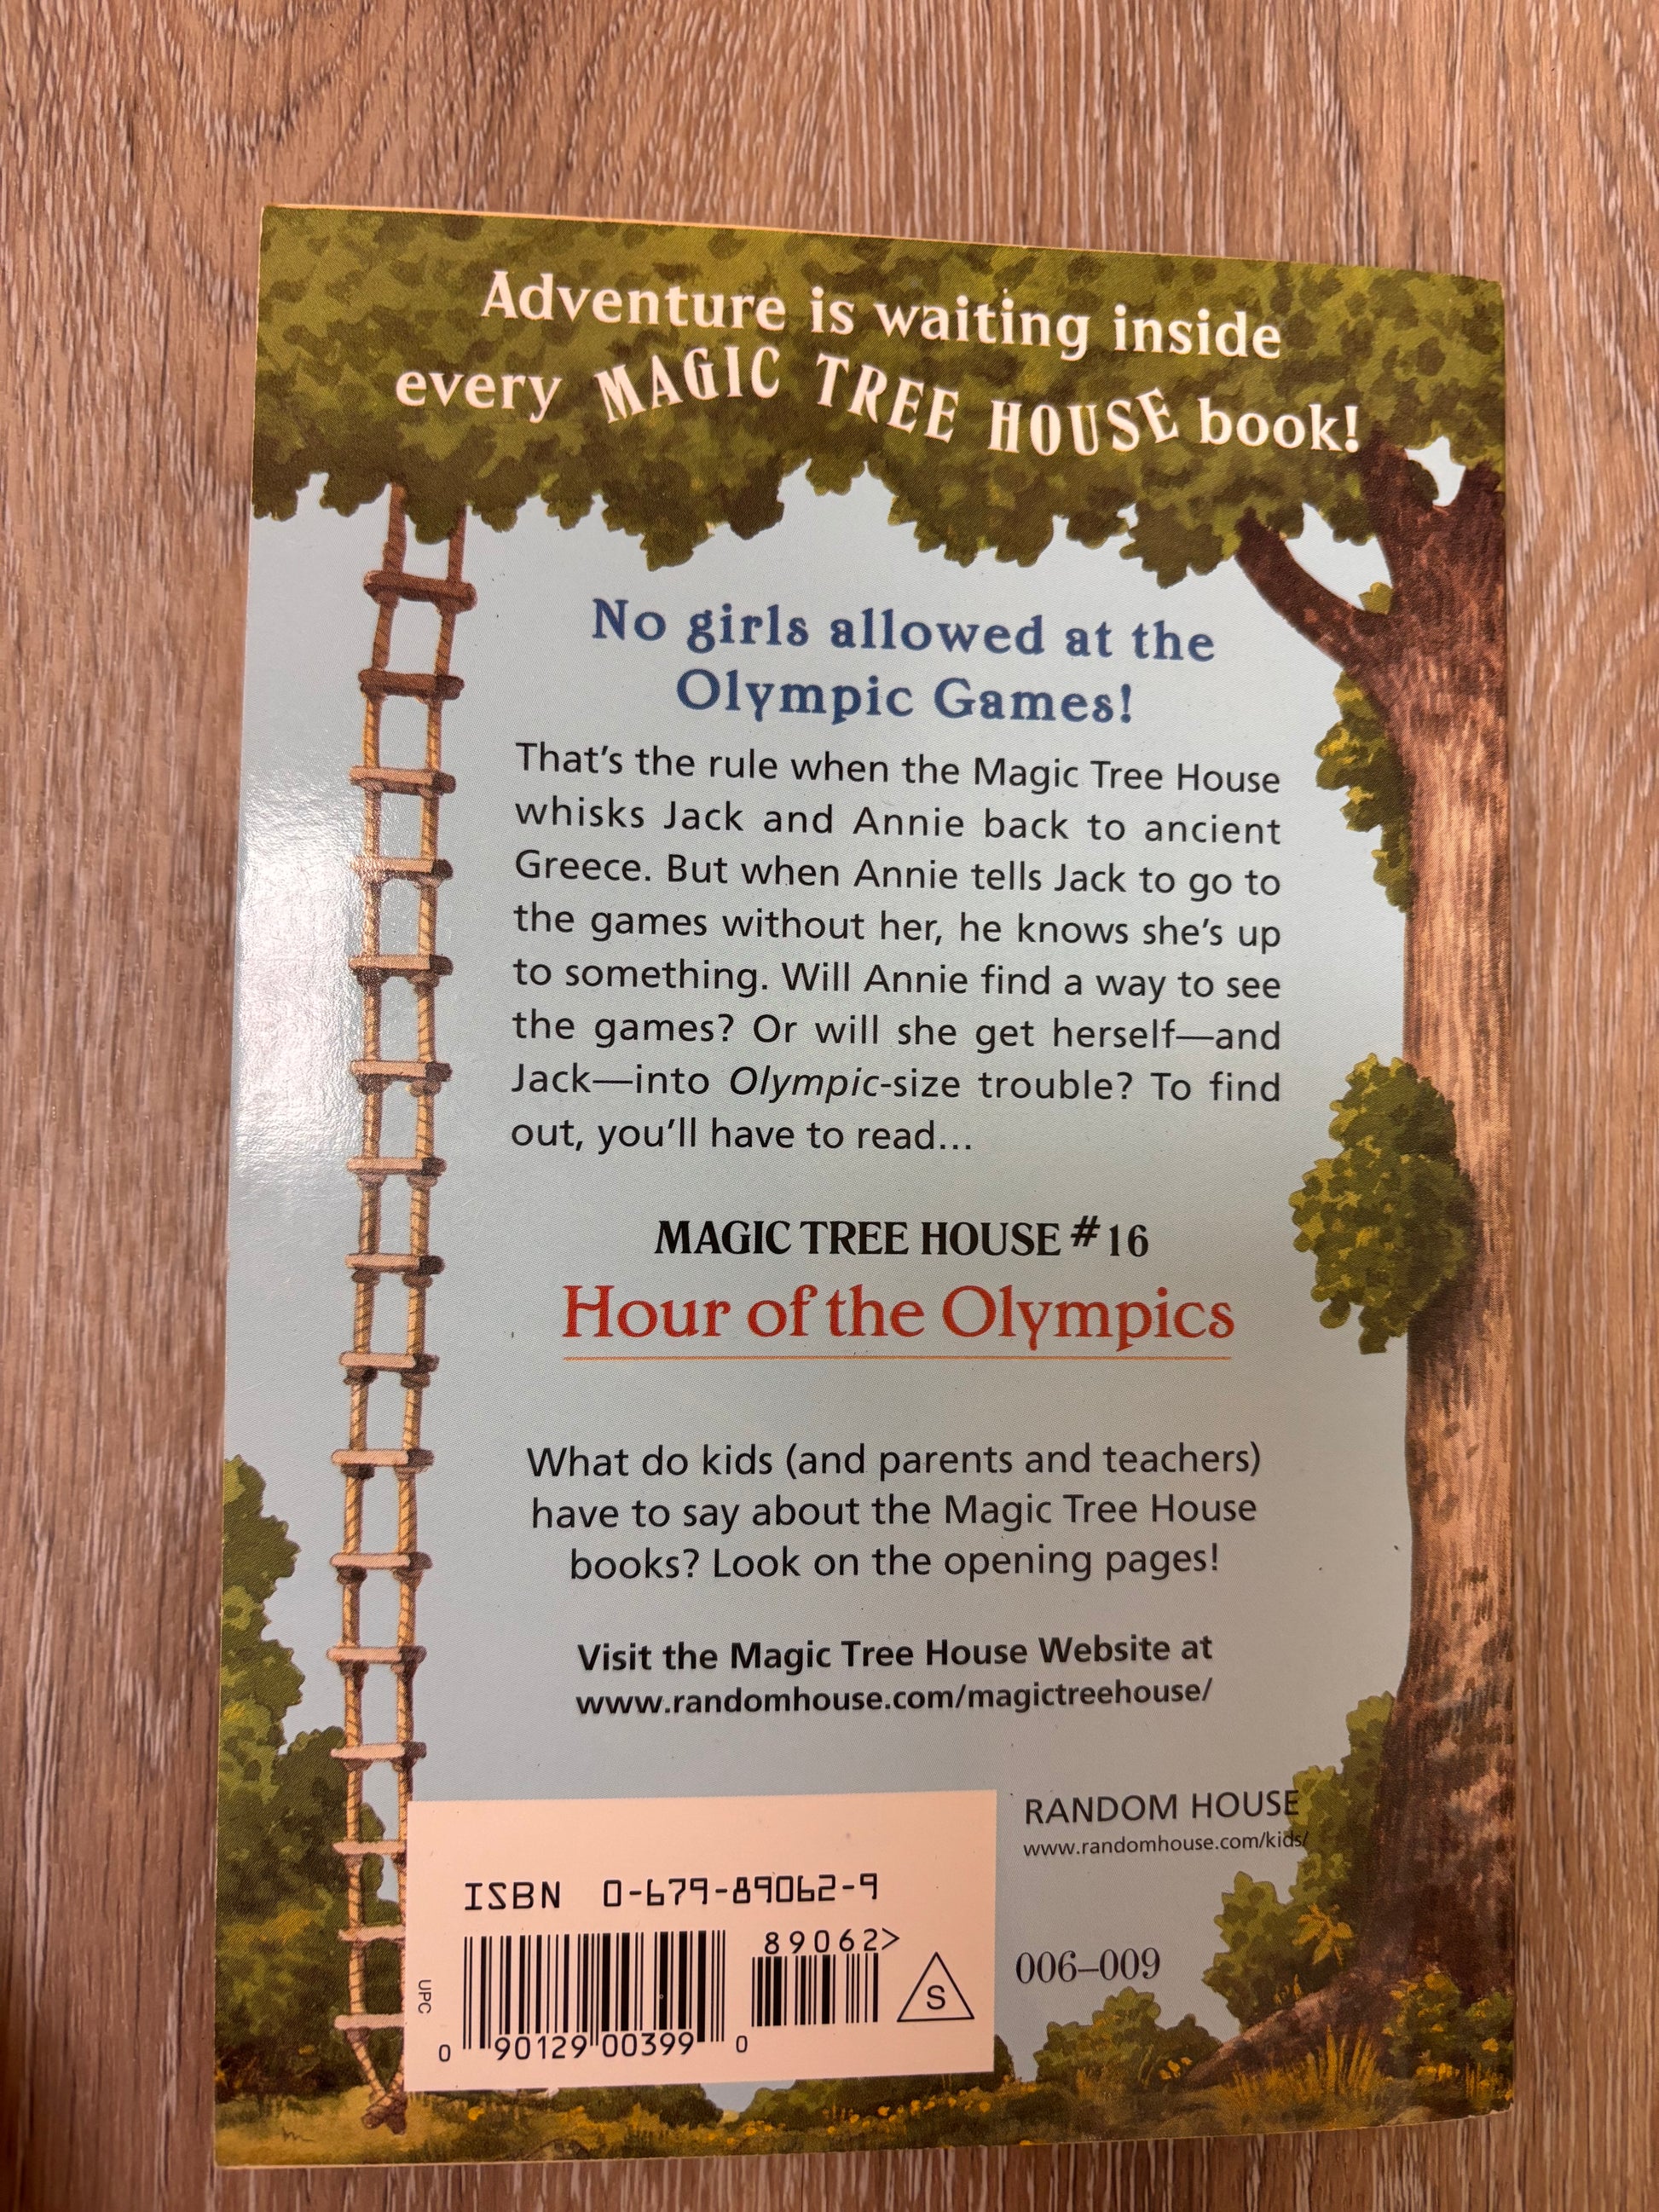 Adventure is waiting inside
every MAGIC TREE HOUSE book!
No girls allowed at the
Olympic Games!
That's the rule when the Magic Tree House
whisks Jack and Annie back to ancient
Greece. But when Annie tells Jack to go to
the games without her, he knows she's up
to something. Will Annie find a way to see
the games? Or will she get herself—and
Jack—into Olympic-size trouble? To find
out, you'll have to read...
MAGIC TREE HOUSE #16
Hour of the Olympics
What do kids (and parents and teachers)
have to say about the Magic Tree House
books? Look on the opening pages!
Visit the Magic Tree House Website at
www.randomhouse.com/magictreehouse/
RANDOM HOUSE
www.randomhouse.com/kids/
ISBN 0-679-89062-9
89062>
S
UPC
0 90129 00399 0
006–009